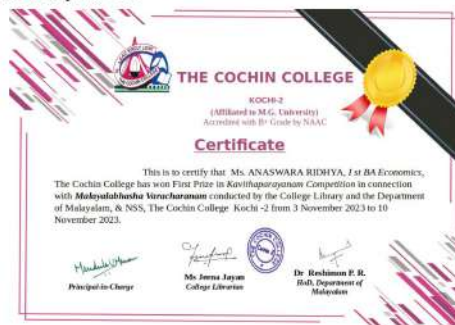 THE COCHIN COLLEGE
KOCHI-2
(Affiliated to M.G. University)
Accredited with B+ Grade by NAAC
Certificate
This is to certify that Ms. ANASWARA RIDHYA, I st BA Economics,
The Cochin College has won First Prize in Kavithaparayanam Competition in connection
with Malayalabhasha Varacharanam conducted by the College Library and the Department
of Malayalam, & NSS, The Cochin College Kochi -2 from 3 November 2023 to 10
November 2023.
Principal-in-Charge
Ms Jeena Jayan
College Librarian
Dr Reshimon P. R.
HoD, Department of
Malayalam